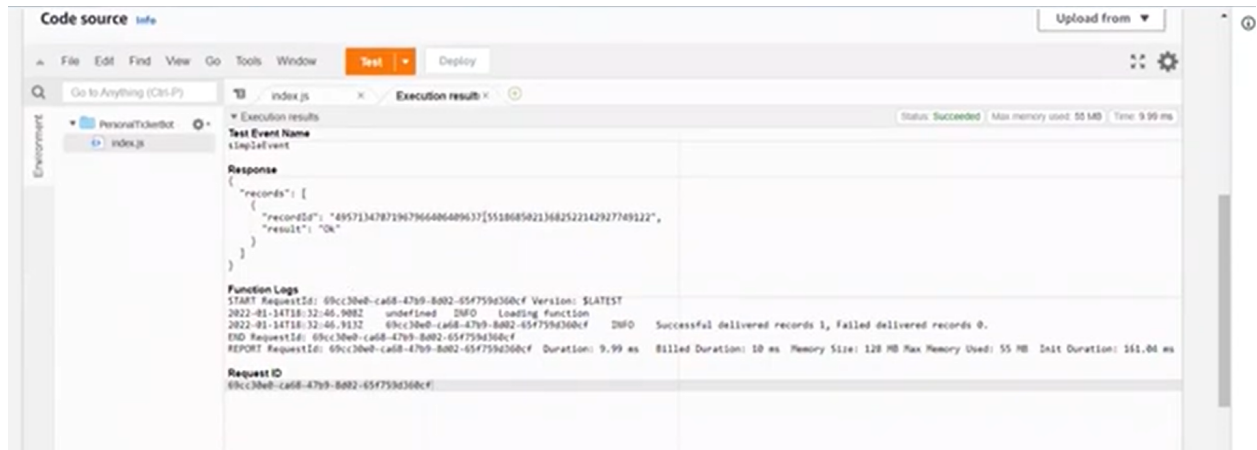 Code source Info
Upload from
File Edit Find View Go Tools Window Test Deploy
Go to Anything (Ctrl-P)
index.js Execution result
Environment
PersonalTickerBot
index.js
Execution results
Status: Succeeded Max memory used: 55 MB Time: 9.99 ms
Test Event Name
simpleEvent
Response
{
"records": [
{
"recordId": "49571347871967966406409637155186850213682522142927749122",
"result": "Ok"
}
]
}
Function Logs
START RequestId: 69cc30e0-ca68-47b9-8d02-65f759d360cf Version: $LATEST
2022-01-14T18:32:46.908Z undefined INFO Loading function
2022-01-14T18:32:46.913Z 69cc30e0-ca68-47b9-8d02-65f759d360cf INFO Successful delivered records 1, Failed delivered records 0.
END RequestId: 69cc30e0-ca68-47b9-8d02-65f759d360cf
REPORT RequestId: 69cc30e0-ca68-47b9-8d02-65f759d360cf Duration: 9.99 ms Billed Duration: 10 ms Memory Size: 128 MB Max Memory Used: 55 MB Init Duration: 161.04 ms
Request ID
69cc30e0-ca68-47b9-8d02-65f759d360cf